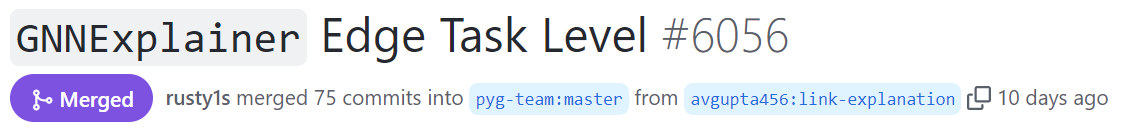 GNNExplainer Edge Task Level #6056
Merged rusty1s merged 75 commits into pyg-team:master from avgupta456:link-explanation 10 days ago